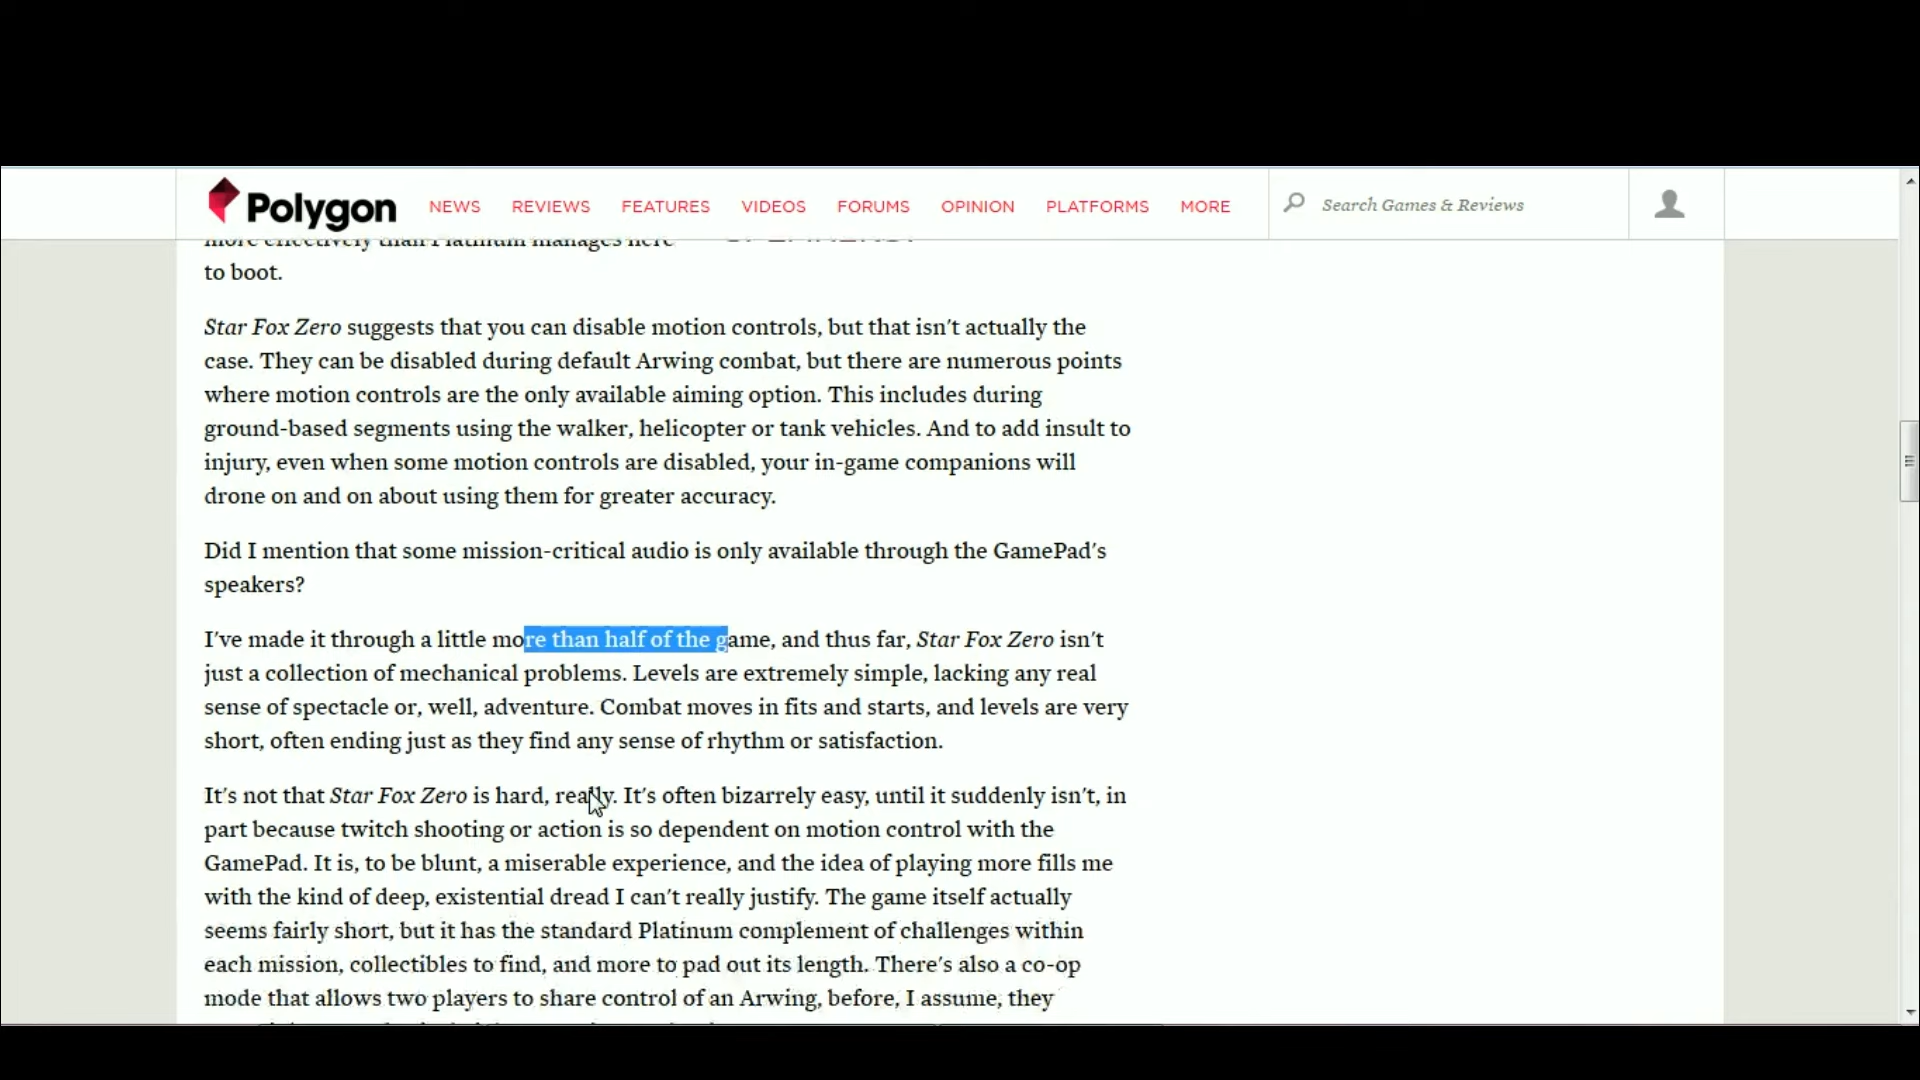 Polygon NEWS REVIEWS FEATURES VIDEOS FORUMS OPINION PLATFORMS MORE Search Games & Reviews
more effectively than Platinum manages here
to boot.
Star Fox Zero suggests that you can disable motion controls, but that isn't actually the
case. They can be disabled during default Arwing combat, but there are numerous points
where motion controls are the only available aiming option. This includes during
ground-based segments using the walker, helicopter or tank vehicles. And to add insult to
injury, even when some motion controls are disabled, your in-game companions will
drone on and on about using them for greater accuracy.
Did I mention that some mission-critical audio is only available through the GamePad's
speakers?
I've made it through a little more than half of the game, and thus far, Star Fox Zero isn't
just a collection of mechanical problems. Levels are extremely simple, lacking any real
sense of spectacle or, well, adventure. Combat moves in fits and starts, and levels are very
short, often ending just as they find any sense of rhythm or satisfaction.
It's not that Star Fox Zero is hard, really. It's often bizarrely easy, until it suddenly isn't, in
part because twitch shooting or action is so dependent on motion control with the
GamePad. It is, to be blunt, a miserable experience, and the idea of playing more fills me
with the kind of deep, existential dread I can't really justify. The game itself actually
seems fairly short, but it has the standard Platinum complement of challenges within
each mission, collectibles to find, and more to pad out its length. There's also a co-op
mode that allows two players to share control of an Arwing, before, I assume, they